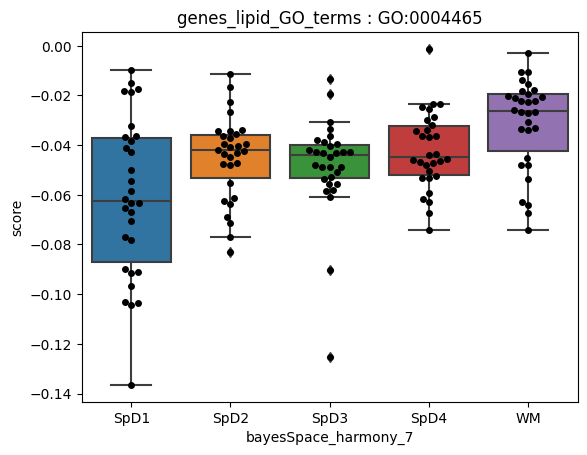 genes_lipid_GO_terms : GO:0004465
0.00
−0.02
−0.04
−0.06
−0.08
−0.10
−0.12
−0.14
score
SpD1 SpD2 SpD3 SpD4 WM
bayesSpace_harmony_7